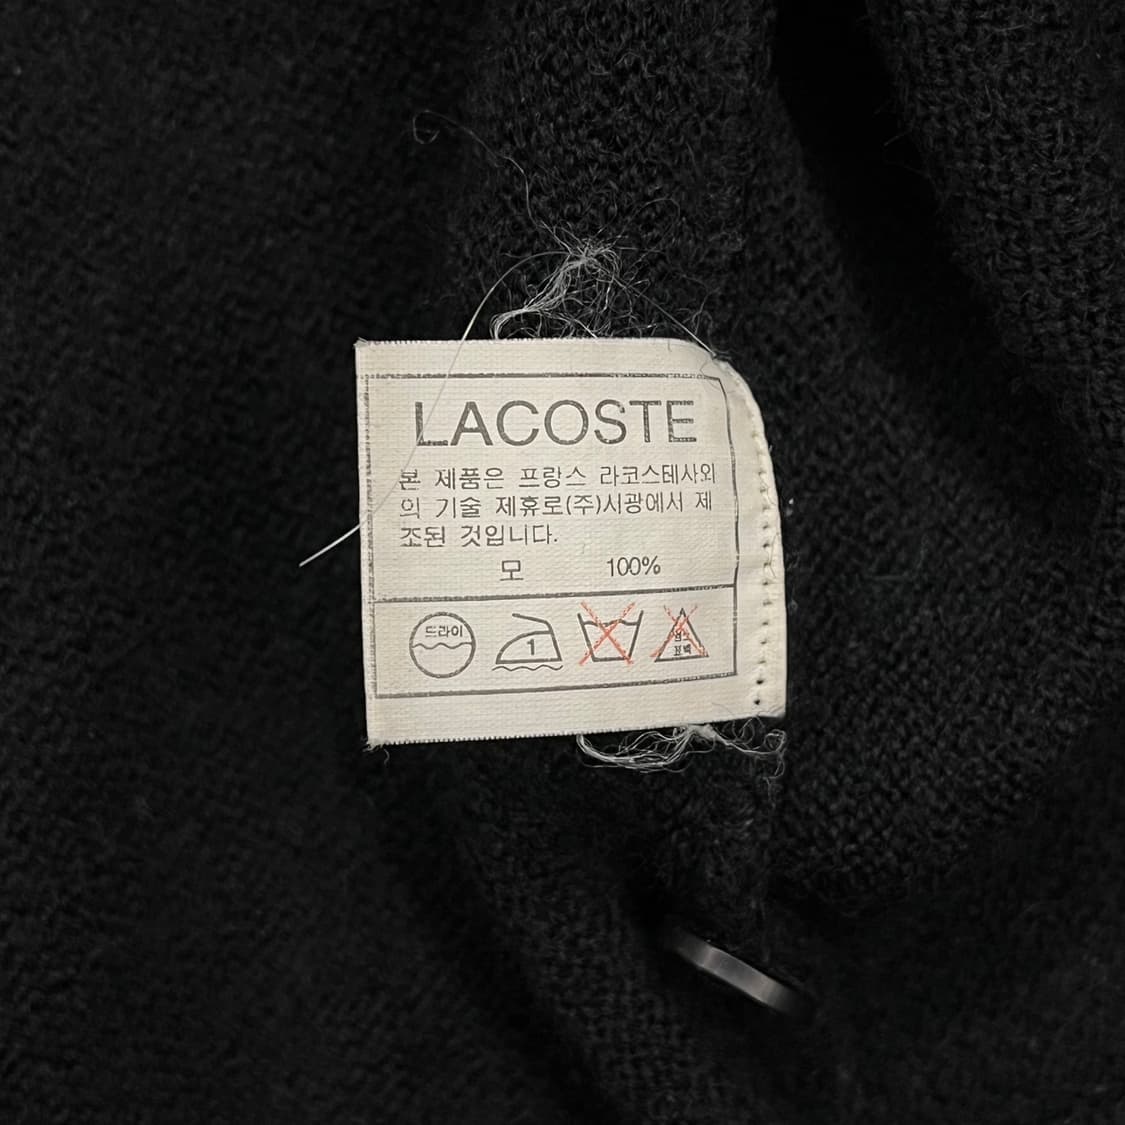 LACOSTE
본 제품은 프랑스 라코스테사와
의 기술 제휴로(주)서광에서 제
조된 것입니다.
모 100%
드라이
1
염소
표백